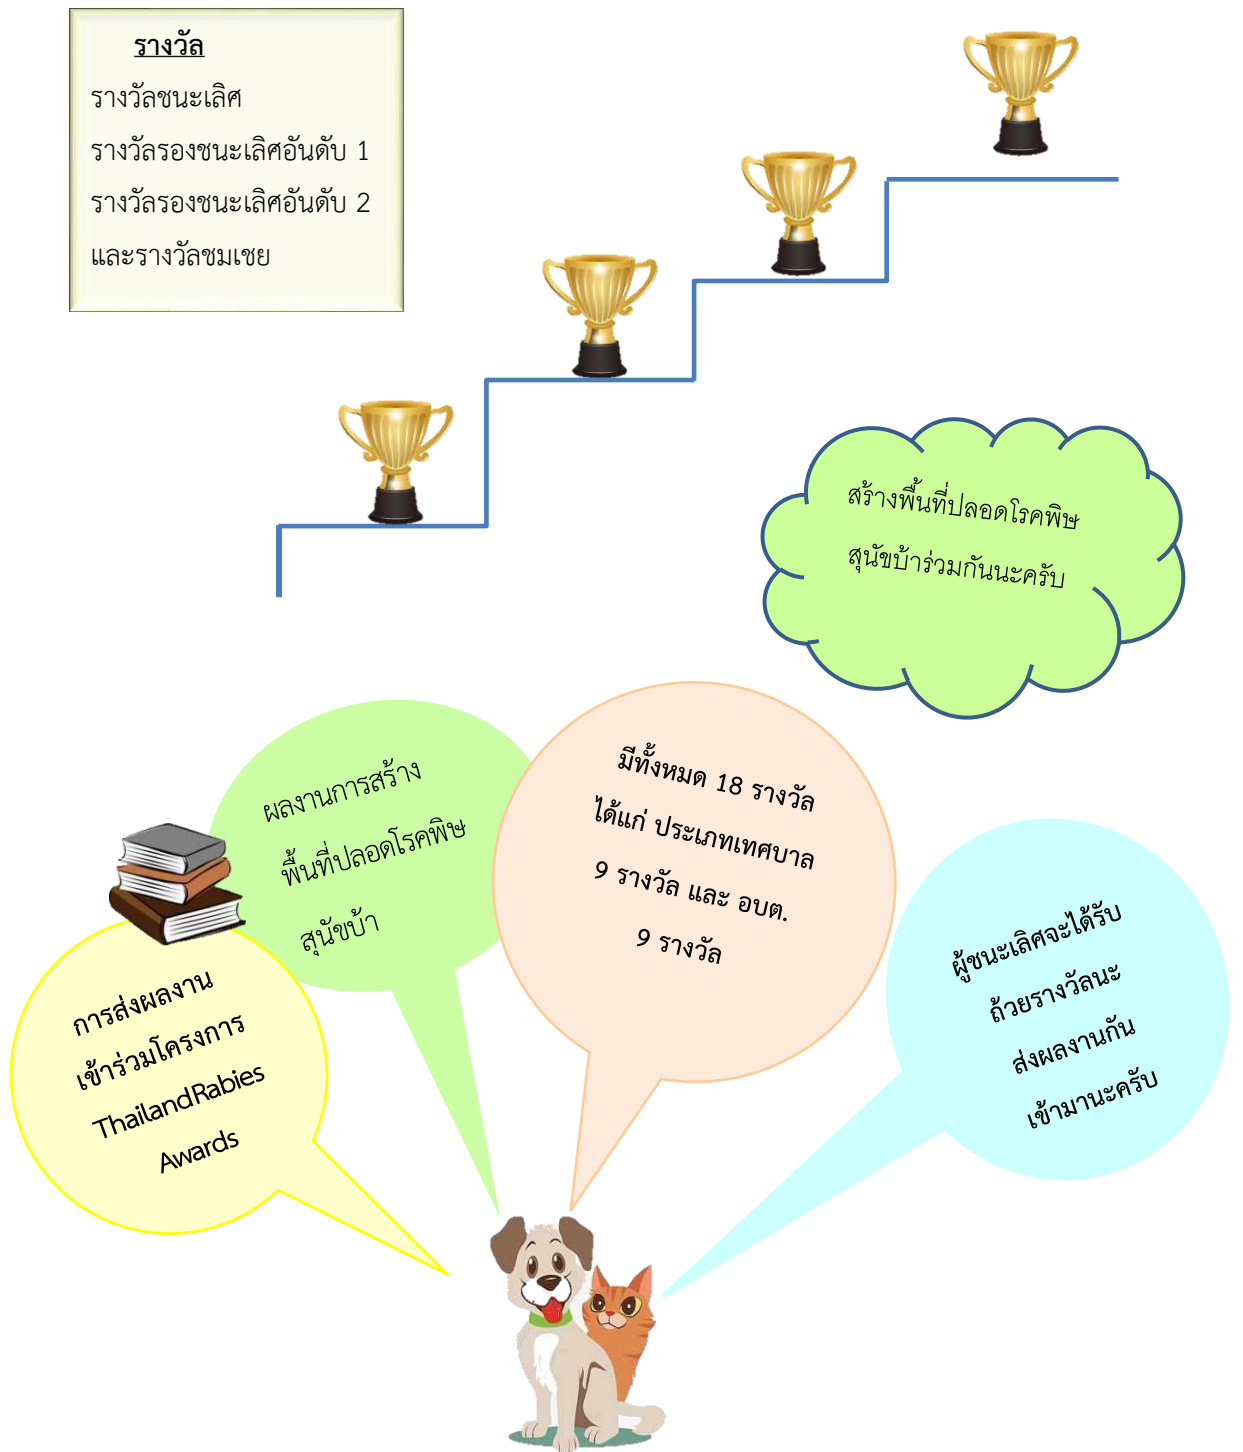 รางวัล
รางวัลชนะเลิศ
รางวัลรองชนะเลิศอันดับ 1
รางวัลรองชนะเลิศอันดับ 2
และรางวัลชมเชย
สร้างพื้นที่ปลอดโรคพิษ
สุนัขบ้าร่วมกันนะครับ
ผลงานการสร้าง
พื้นที่ปลอดโรคพิษ
สุนัขบ้า
มีทั้งหมด 18 รางวัล
ได้แก่ ประเภทเทศบาล
9 รางวัล และ อบต.
9 รางวัล
การส่งผลงาน
เข้าร่วมโครงการ
ThailandRabies
Awards
ผู้ชนะเลิศจะได้รับ
ถ้วยรางวัลนะ
ส่งผลงานกัน
เข้ามานะครับ